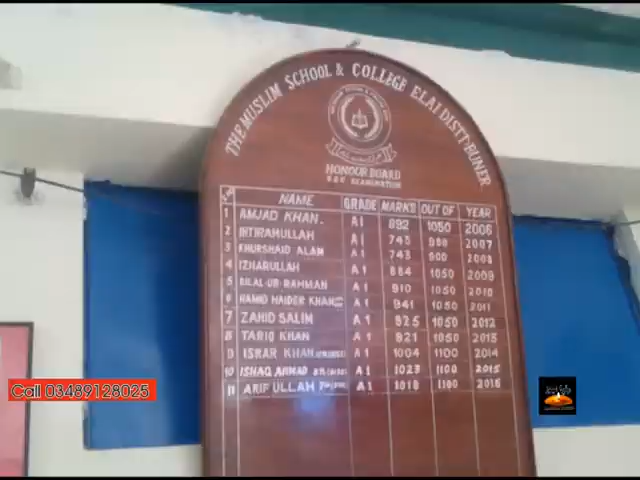 THE MUSLIM SCHOOL & COLLEGE ELAI DISTT: BUNER
HONOUR BOARD
S.S.C EXAMINATION
NAME GRADE MARKS OUT OF YEAR
1 AMJAD KHAN. A1 892 1050 2006
2 IHTIRAMULLAH A1 745 900 2007
3 KHURSHAID ALAM A1 743 900 2008
4 IZHARULLAH A1 884 1050 2009
5 BILAL-UR-RAHMAN A1 910 1050 2010
6 HAMID HAIDER KHAN A1 941 1050 2011
7 ZAHID SALIM A1 925 1050 2012
8 TARIQ KHAN A1 921 1050 2013
9 ISRAR KHAN A1 1004 1100 2014
10 ISHAQ AHMAD A1 1023 1100 2015
11 ARIF ULLAH A1 1018 1100 2016
Call 03489128025